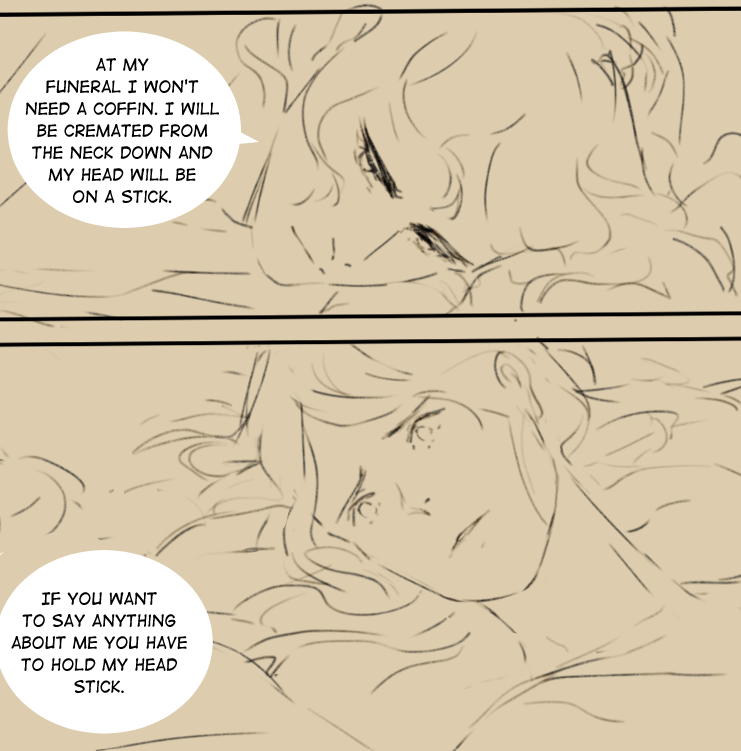 AT MY
FUNERAL I WON'T
NEED A COFFIN. I WILL
BE CREMATED FROM
THE NECK DOWN AND
MY HEAD WILL BE
ON A STICK.
IF YOU WANT
TO SAY ANYTHING
ABOUT ME YOU HAVE
TO HOLD MY HEAD
STICK.